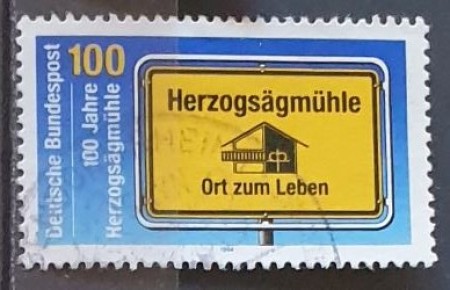 Deutsche Bundespost
100
100 Jahre
Herzogsägmühle
Herzogsägmühle
Ort zum Leben